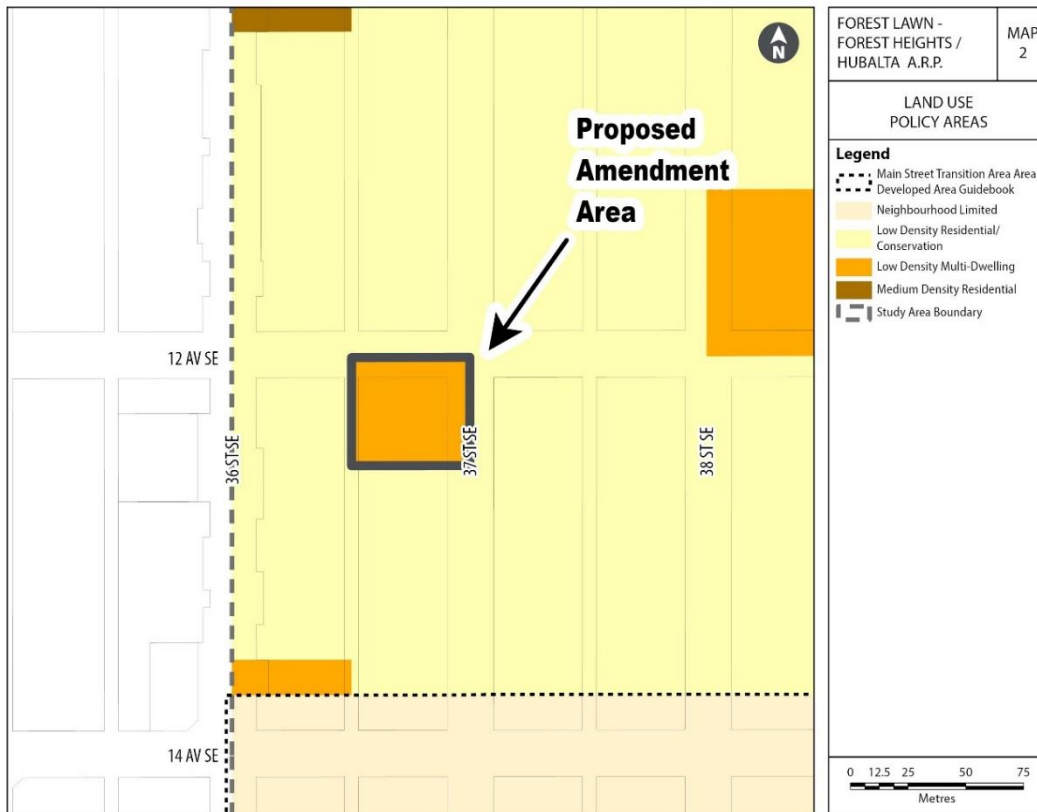 FOREST LAWN -
FOREST HEIGHTS /
HUBALTA A.R.P.
MAP
2
LAND USE
POLICY AREAS
Legend
Main Street Transition Area Area
Developed Area Guidebook
Neighbourhood Limited
Low Density Residential/
Conservation
Low Density Multi-Dwelling
Medium Density Residential
Study Area Boundary
N
Proposed
Amendment
Area
12 AV SE
36 ST SE
37 ST SE
38 ST SE
14 AV SE
0 12.5 25 50 75
Metres